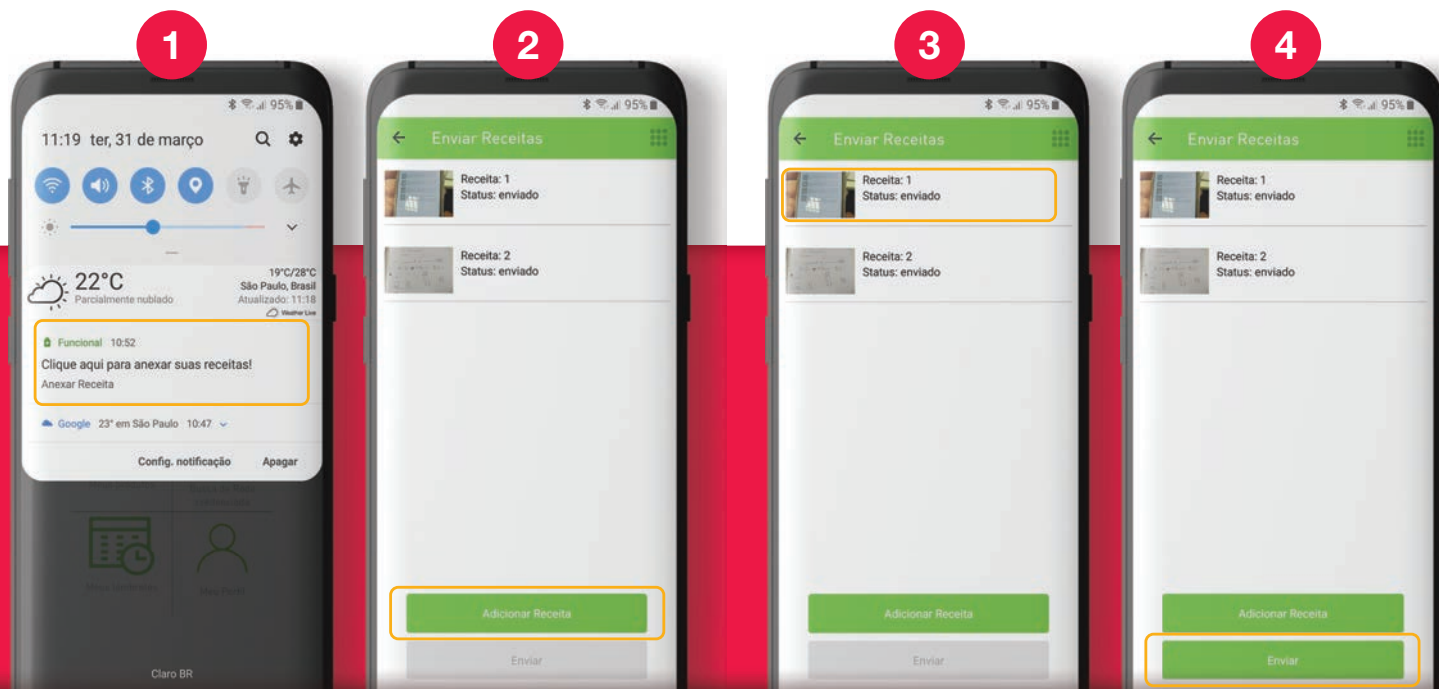 1
95%
11:19 ter, 31 de março
22°C
Parcialmente nublado
19°C/28°C
São Paulo, Brasil
Atualizado: 11:18
Weather Live
Funcional 10:52
Clique aqui para anexar suas receitas!
Anexar Receita
Google 23° em São Paulo 10:47
Config. notificação Apagar
Meu Perfil
Claro BR
2
95%
Enviar Receitas
Receita: 1
Status: enviado
Receita: 2
Status: enviado
Adicionar Receita
Enviar
3
95%
Enviar Receitas
Receita: 1
Status: enviado
Receita: 2
Status: enviado
Adicionar Receita
Enviar
4
95%
Enviar Receitas
Receita: 1
Status: enviado
Receita: 2
Status: enviado
Adicionar Receita
Enviar